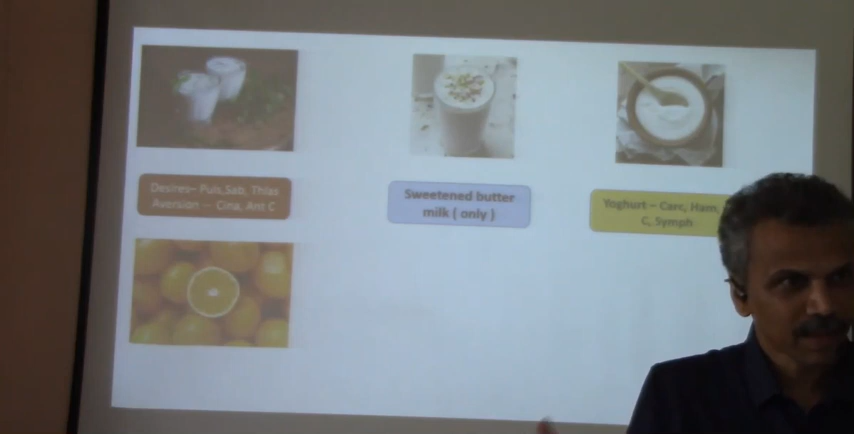 Desires– Puls,Sab, Thlas
Aversion – Cina, Ant C
Sweetened butter
milk ( only )
Yoghurt – Carc, Ham,
C, Symph